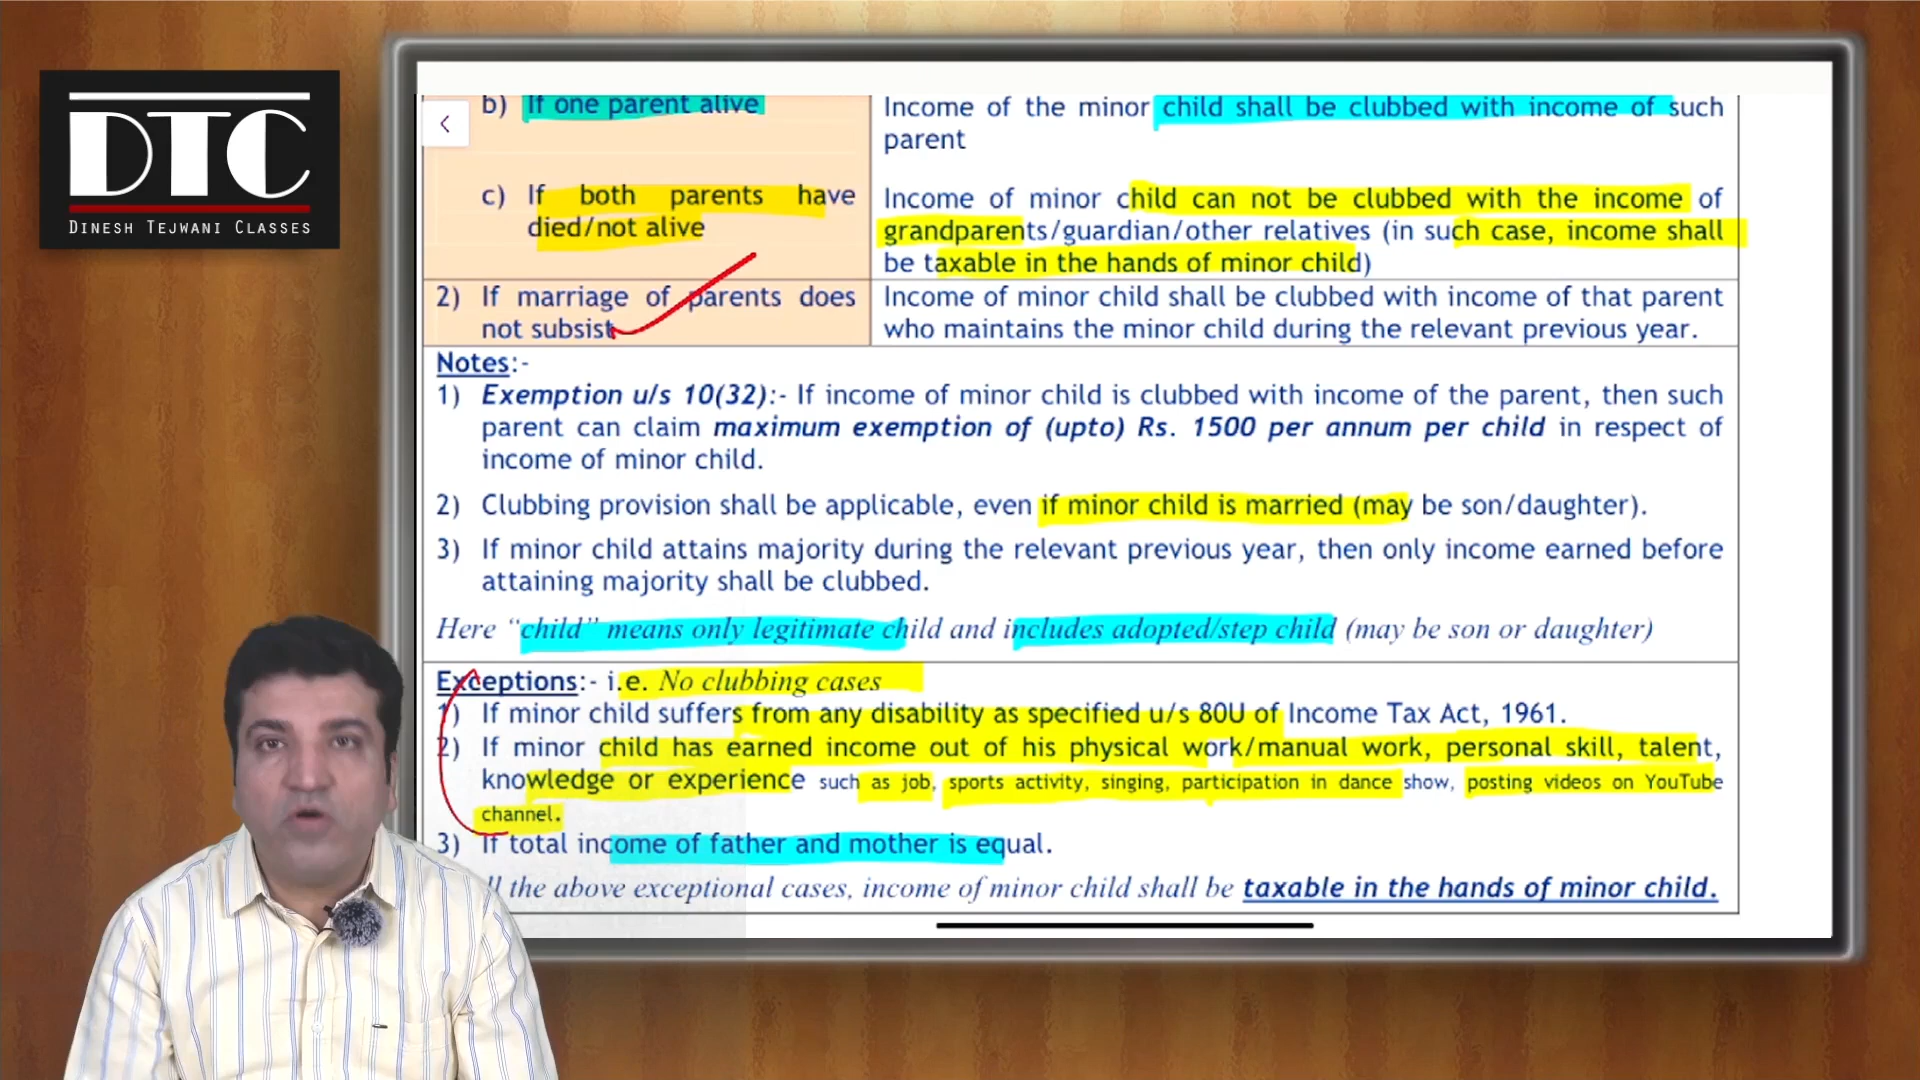 DTC
DINESH TEJWANI CLASSES
b) If one parent alive
Income of the minor child shall be clubbed with income of such
parent
c) If both parents have
died/not alive
Income of minor child can not be clubbed with the income of
grandparents/guardian/other relatives (in such case, income shall
be taxable in the hands of minor child)
2) If marriage of parents does
not subsist
Income of minor child shall be clubbed with income of that parent
who maintains the minor child during the relevant previous year.
Notes:-
1) Exemption u/s 10(32):- If income of minor child is clubbed with income of the parent, then such
parent can claim maximum exemption of (upto) Rs. 1500 per annum per child in respect of
income of minor child.
2) Clubbing provision shall be applicable, even if minor child is married (may be son/daughter).
3) If minor child attains majority during the relevant previous year, then only income earned before
attaining majority shall be clubbed.
Here “child” means only legitimate child and includes adopted/step child (may be son or daughter)
Exceptions:- i.e. No clubbing cases
1) If minor child suffers from any disability as specified u/s 80U of Income Tax Act, 1961.
2) If minor child has earned income out of his physical work/manual work, personal skill, talent,
knowledge or experience such as job, sports activity, singing, participation in dance show, posting videos on YouTube
channel.
3) If total income of father and mother is equal.
the above exceptional cases, income of minor child shall be taxable in the hands of minor child.